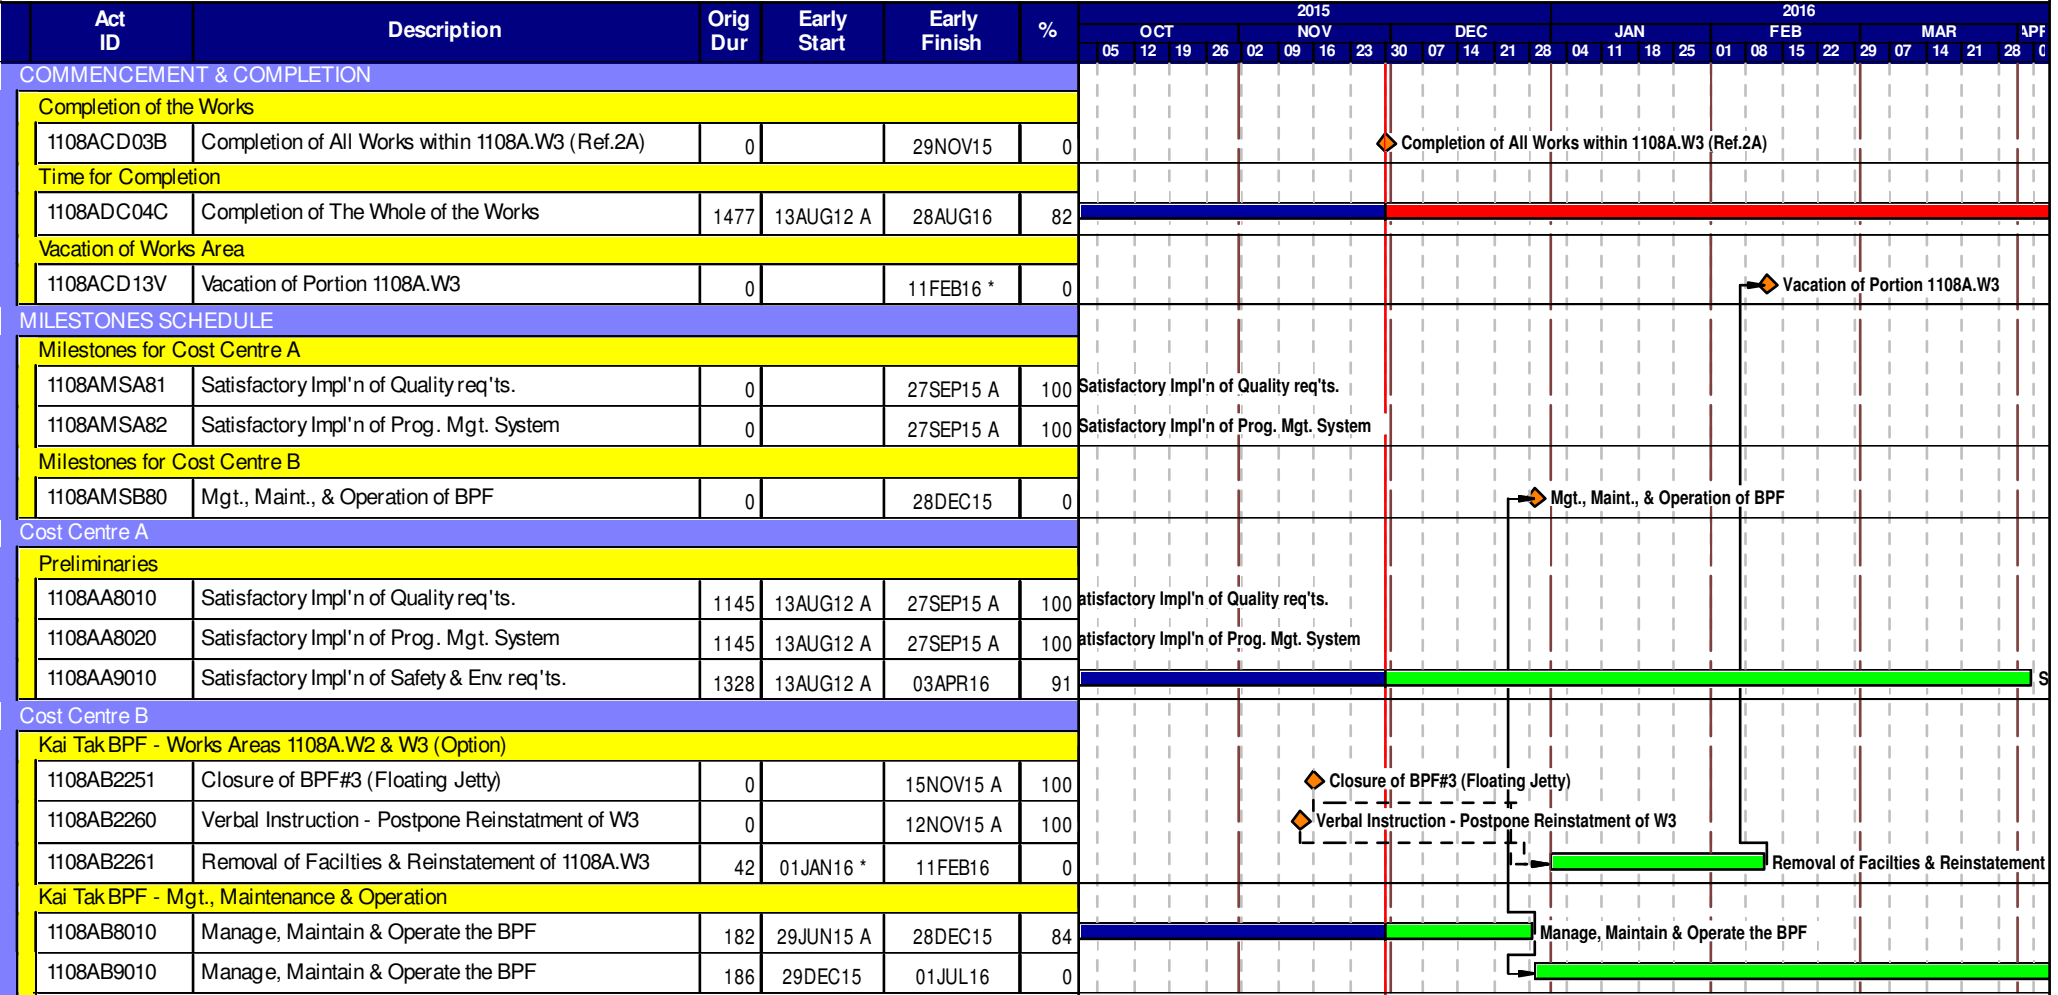 Act ID Description Orig Dur Early Start Early Finish % 2015 2016
OCT NOV DEC JAN FEB MAR APR
05 12 19 26 02 09 16 23 30 07 14 21 28 04 11 18 25 01 08 15 22 29 07 14 21 28 0
COMMENCEMENT & COMPLETION
Completion of the Works
1108ACD03B Completion of All Works within 1108A.W3 (Ref.2A) 0 29NOV15 0 Completion of All Works within 1108A.W3 (Ref.2A)
Time for Completion
1108ADC04C Completion of The Whole of the Works 1477 13AUG12 A 28AUG16 82
Vacation of Works Area
1108ACD13V Vacation of Portion 1108A.W3 0 11FEB16 * 0 Vacation of Portion 1108A.W3
MILESTONES SCHEDULE
Milestones for Cost Centre A
1108AMSA81 Satisfactory Impl'n of Quality req'ts. 0 27SEP15 A 100 Satisfactory Impl'n of Quality req'ts.
1108AMSA82 Satisfactory Impl'n of Prog. Mgt. System 0 27SEP15 A 100 Satisfactory Impl'n of Prog. Mgt. System
Milestones for Cost Centre B
1108AMSB80 Mgt., Maint., & Operation of BPF 0 28DEC15 0 Mgt., Maint., & Operation of BPF
Cost Centre A
Preliminaries
1108AA8010 Satisfactory Impl'n of Quality req'ts. 1145 13AUG12 A 27SEP15 A 100 atisfactory Impl'n of Quality req'ts.
1108AA8020 Satisfactory Impl'n of Prog. Mgt. System 1145 13AUG12 A 27SEP15 A 100 atisfactory Impl'n of Prog. Mgt. System
1108AA9010 Satisfactory Impl'n of Safety & Env. req'ts. 1328 13AUG12 A 03APR16 91 S
Cost Centre B
Kai Tak BPF - Works Areas 1108A.W2 & W3 (Option)
1108AB2251 Closure of BPF#3 (Floating Jetty) 0 15NOV15 A 100 Closure of BPF#3 (Floating Jetty)
1108AB2260 Verbal Instruction - Postpone Reinstatment of W3 0 12NOV15 A 100 Verbal Instruction - Postpone Reinstatment of W3
1108AB2261 Removal of Facilties & Reinstatement of 1108A.W3 42 01JAN16 * 11FEB16 0 Removal of Facilties & Reinstatement
Kai Tak BPF - Mgt., Maintenance & Operation
1108AB8010 Manage, Maintain & Operate the BPF 182 29JUN15 A 28DEC15 84 Manage, Maintain & Operate the BPF
1108AB9010 Manage, Maintain & Operate the BPF 186 29DEC15 01JUL16 0